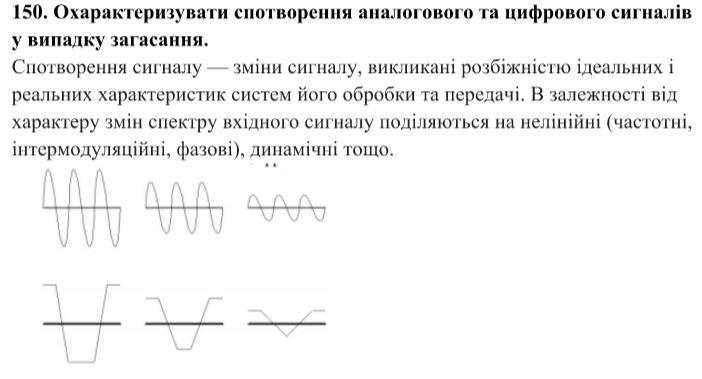 150. Охарактеризувати спотворення аналогового та цифрового сигналів
у випадку загасання.
Спотворення сигналу — зміни сигналу, викликані розбіжністю ідеальних і
реальних характеристик систем його обробки та передачі. В залежності від
характеру змін спектру вхідного сигналу поділяються на нелінійні (частотні,
інтермодуляційні, фазові), динамічні тощо.